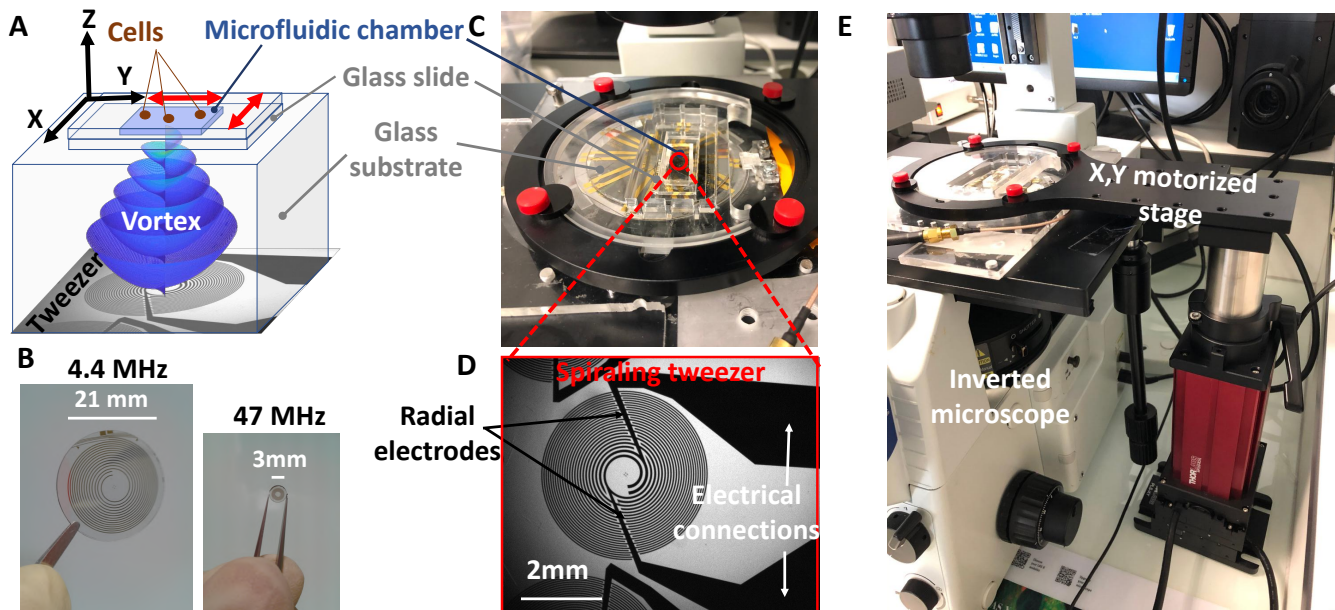 A
Z
Y
X
Cells
Microfluidic chamber
Glass slide
Glass
substrate
Vortex
Tweezer
B
4.4 MHz
21 mm
47 MHz
3mm
C
D
Spiraling tweezer
Radial
electrodes
Electrical
connections
2mm
E
X,Y motorized
stage
Inverted
microscope
THORLABS